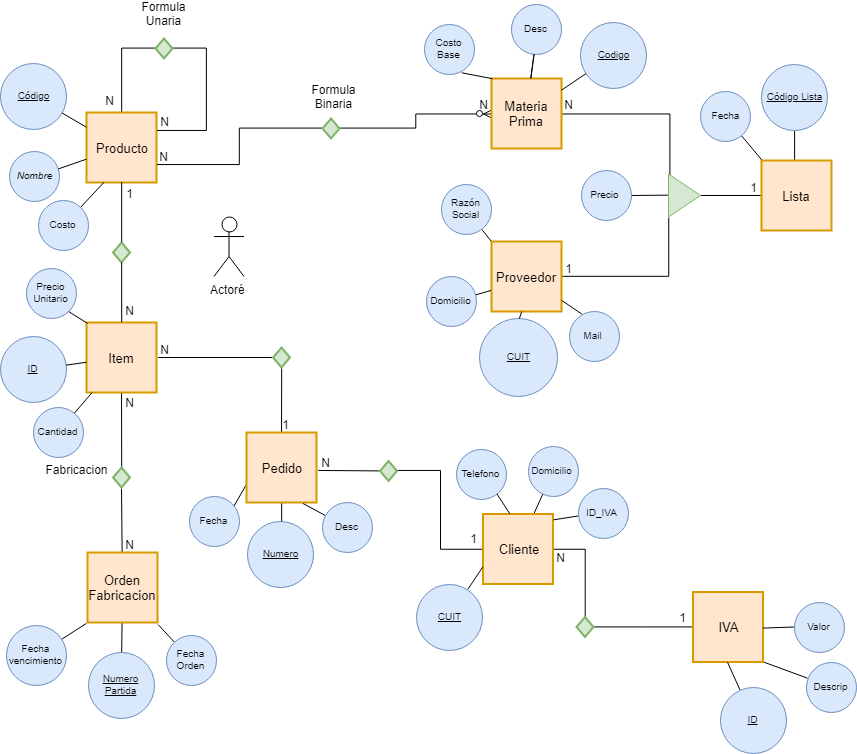 Formula
Unaria
N
N
Código
Producto
N
Nombre
Costo
1
Formula
Binaria
Costo
Base
Desc
Codigo
N
Materia
Prima
N
Fecha
Código Lista
Precio
1
Lista
Razón
Social
Proveedor
1
Domicilio
CUIT
Mail
Actoré
Precio
Unitario
N
Item
N
ID
Cantidad
N
Fabricacion
1
Pedido
N
Fecha
Numero
Desc
Telefono
Domicilio
ID_IVA
1
Cliente
N
CUIT
N
Orden
Fabricacion
Fecha
vencimiento
Numero
Partida
Fecha
Orden
1
IVA
Valor
Descrip
ID